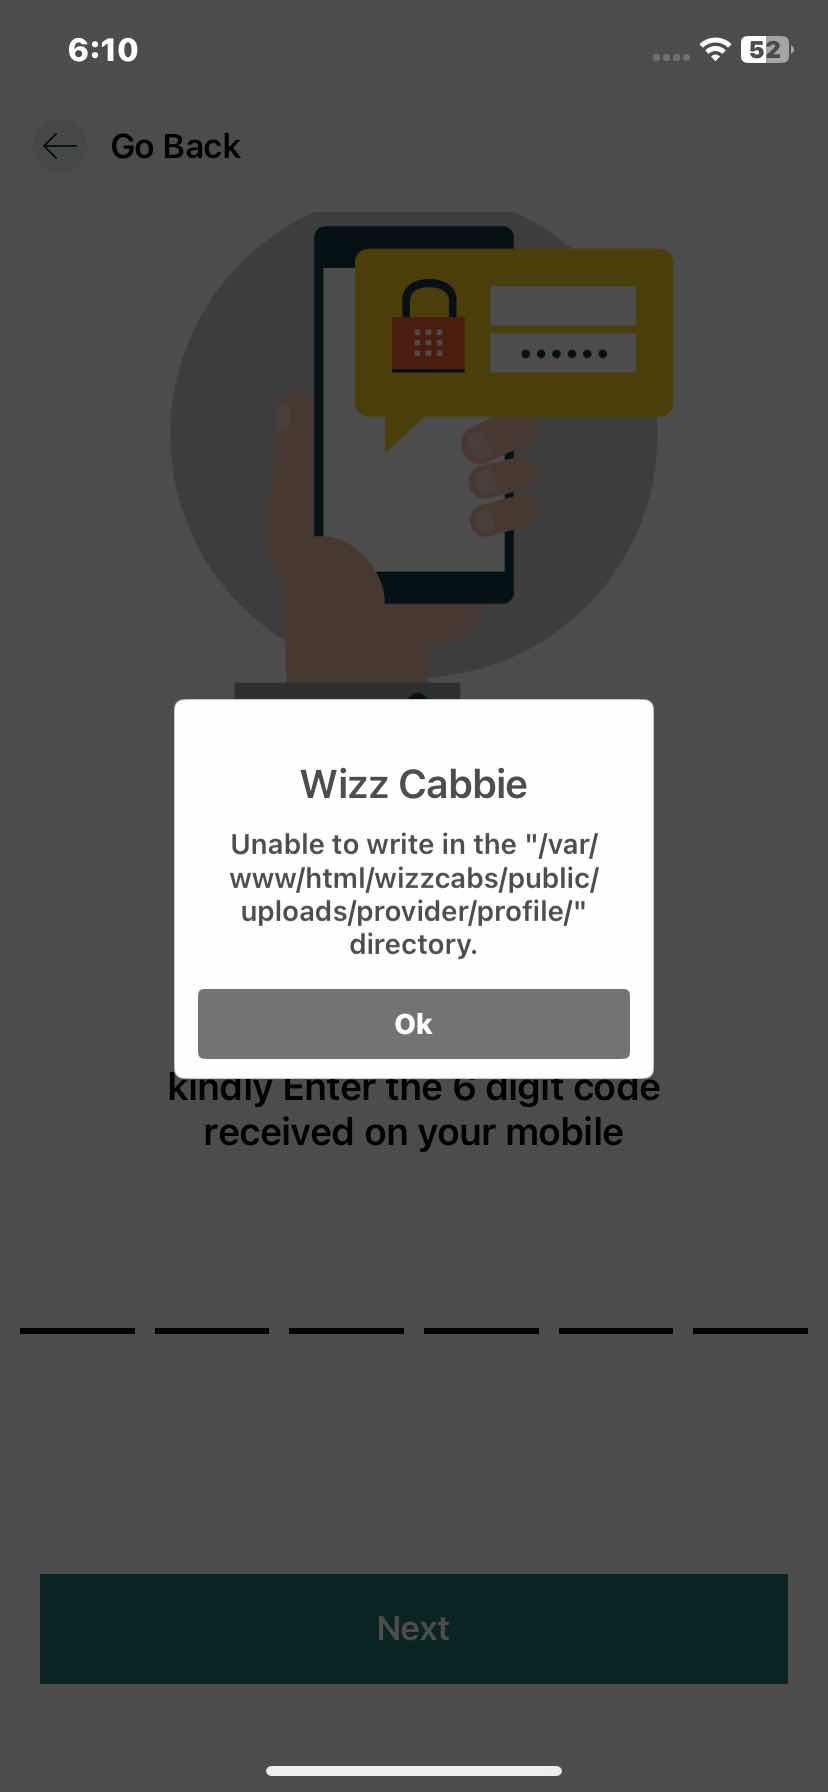 6:10
52
Go Back
Wizz Cabbie
Unable to write in the "/var/
www/html/wizzcabs/public/
uploads/provider/profile/"
directory.
Ok
kindly Enter the 6 digit code
received on your mobile
Next